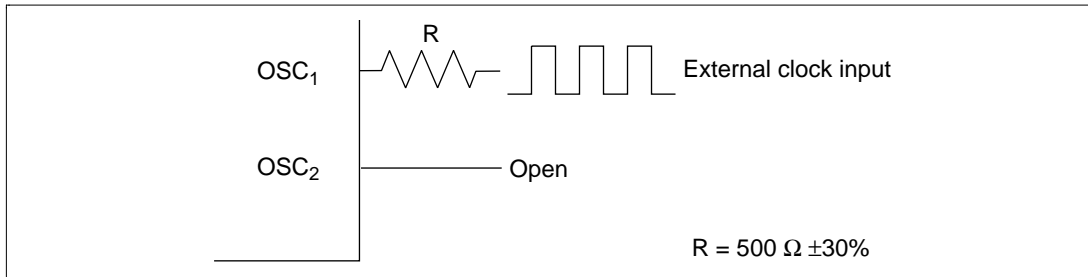 R
OSC₁
External clock input
OSC₂
Open
R = 500 Ω ±30%